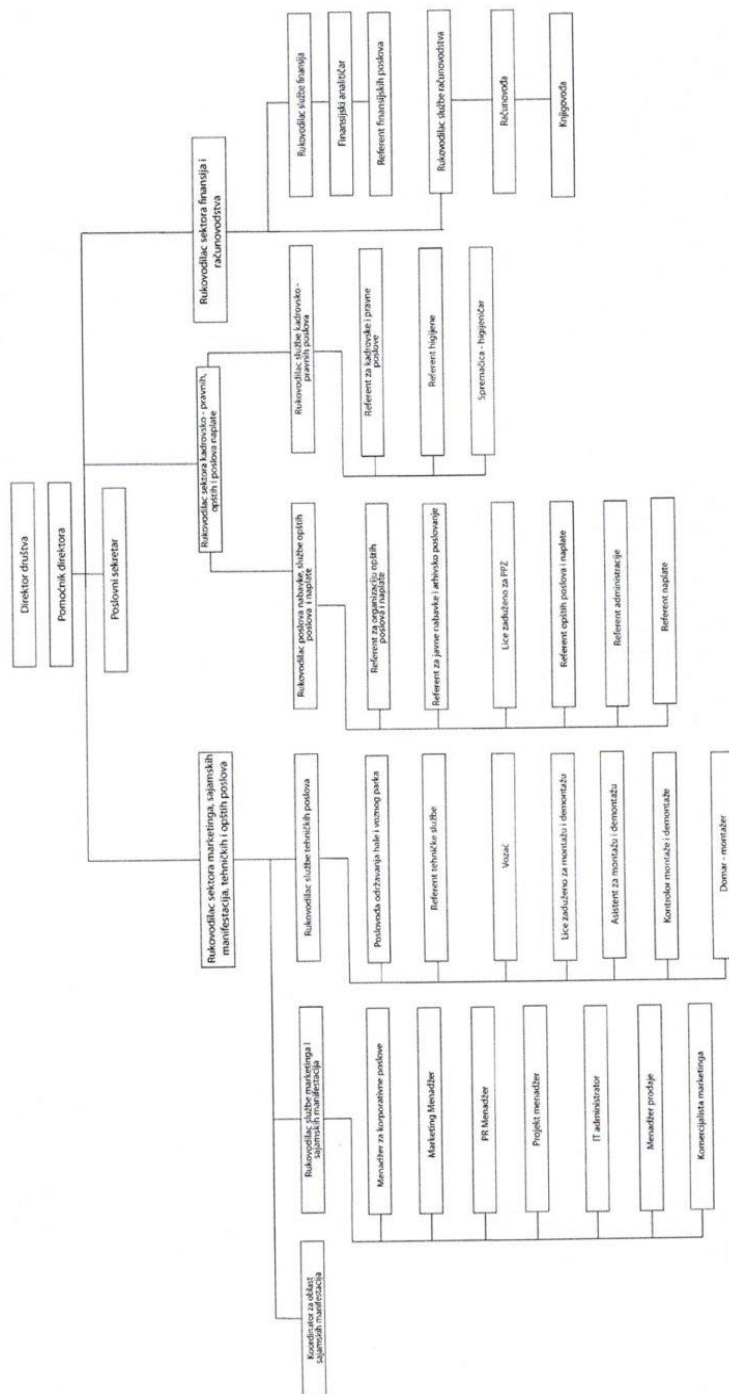 Direktor društva
Pomoćnik direktora
Poslovni sekretar
Rukovodilac sektora marketinga, sajamskih
manifestacija, tehničkih i opštih poslova
Rukovodilac sektora kadrovsko - pravnih,
opštih i poslova naplate
Rukovodilac sektora finansija i
računovodstva
Koordinator za oblast
sajamskih manifestacija
Rukovodilac službe marketinga i
sajamskih manifestacija
Menadžer za korporativne poslove
Marketing Menadžer
PR Menadžer
Projekt menadžer
IT administrator
Menadžer prodaje
Komercijalista marketinga
Rukovodilac službe tehničkih poslova
Poslovođa održavanja hale i voznog parka
Referent tehničke službe
Vozač
Lice zaduženo za montažu i demontažu
Asistent za montažu i demontažu
Kontrolor montaže i demontaže
Domar - montažer
Rukovodilac poslova nabavke, službe opštih
poslova i naplate
Referent za organizaciju opštih
poslova i naplate
Referent za javne nabavke i arhivsko poslovanje
Lice zaduženo za PPZ
Referent opštih poslova i naplate
Referent administracije
Referent naplate
Rukovodilac službe kadrovsko -
pravnih poslova
Referent za kadrovske i pravne
poslove
Referent higijene
Spremačica - higijeničar
Rukovodilac službe finansija
Finansijski analitičar
Referent finansijskih poslova
Rukovodilac službe računovodstva
Računovođa
Knjigovođa